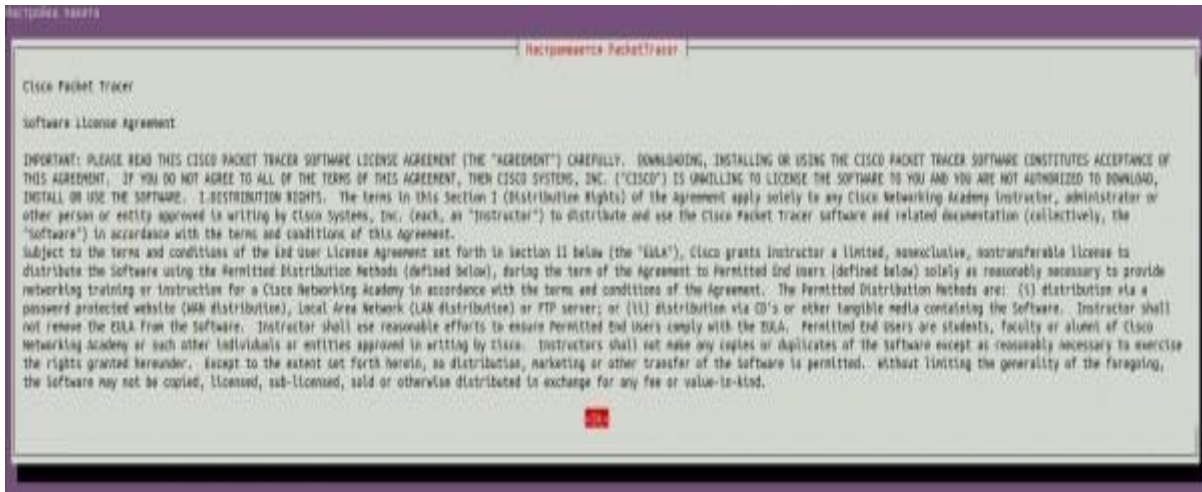 Настройка пакета
Настраивается PacketTracer
Cisco Packet Tracer
Software License Agreement
IMPORTANT: PLEASE READ THIS CISCO PACKET TRACER SOFTWARE LICENSE AGREEMENT (THE "AGREEMENT") CAREFULLY. DOWNLOADING, INSTALLING OR USING THE CISCO PACKET TRACER SOFTWARE CONSTITUTES ACCEPTANCE OF
THIS AGREEMENT. IF YOU DO NOT AGREE TO ALL OF THE TERMS OF THIS AGREEMENT, THEN CISCO SYSTEMS, INC. ("CISCO") IS UNWILLING TO LICENSE THE SOFTWARE TO YOU AND YOU ARE NOT AUTHORIZED TO DOWNLOAD,
INSTALL OR USE THE SOFTWARE. I.DISTRIBUTION RIGHTS. The terms in this Section I (Distribution Rights) of the Agreement apply solely to any Cisco Networking Academy instructor, administrator or
other person or entity approved in writing by Cisco Systems, Inc. (each, an "Instructor") to distribute and use the Cisco Packet Tracer software and related documentation (collectively, the
"Software") in accordance with the terms and conditions of this Agreement.
Subject to the terms and conditions of the End User License Agreement set forth in Section II below (the "EULA"), Cisco grants Instructor a limited, nonexclusive, nontransferable license to
distribute the Software using the Permitted Distribution Methods (defined below), during the term of the Agreement to Permitted End Users (defined below) solely as reasonably necessary to provide
networking training or instruction for a Cisco Networking Academy in accordance with the terms and conditions of the Agreement. The Permitted Distribution Methods are: (i) distribution via a
password protected website (WAN distribution), Local Area Network (LAN distribution) or FTP server; or (ii) distribution via CD's or other tangible media containing the Software. Instructor shall
not remove the EULA from the Software. Instructor shall use reasonable efforts to ensure Permitted End Users comply with the EULA. Permitted End Users are students, faculty or alumni of Cisco
Networking Academy or such other individuals or entities approved in writing by Cisco. Instructors shall not make any copies or duplicates of the Software except as reasonably necessary to exercise
the rights granted hereunder. Except to the extent set forth herein, no distribution, marketing or other transfer of the Software is permitted. Without limiting the generality of the foregoing,
the Software may not be copied, licensed, sub-licensed, sold or otherwise distributed in exchange for any fee or value-in-kind.